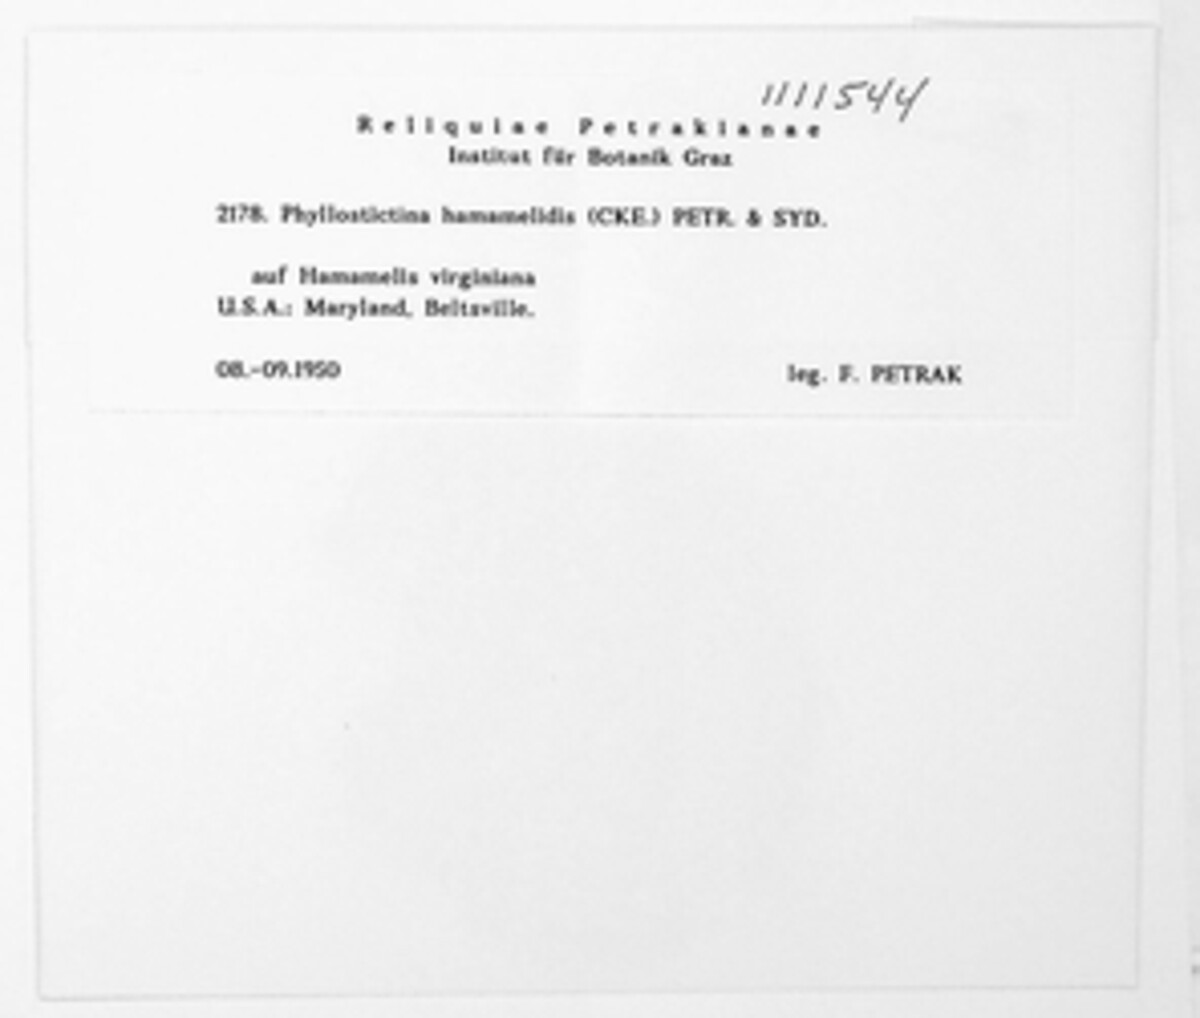 1111544
Reliquiae Petrakianae
Institut für Botanik Graz
2178. Phyllostictina hamamelidis (CKE.) PETR. & SYD.
auf Hamamelis virginiana
U.S.A.: Maryland, Beltsville.
08.-09.1950 leg. F. PETRAK